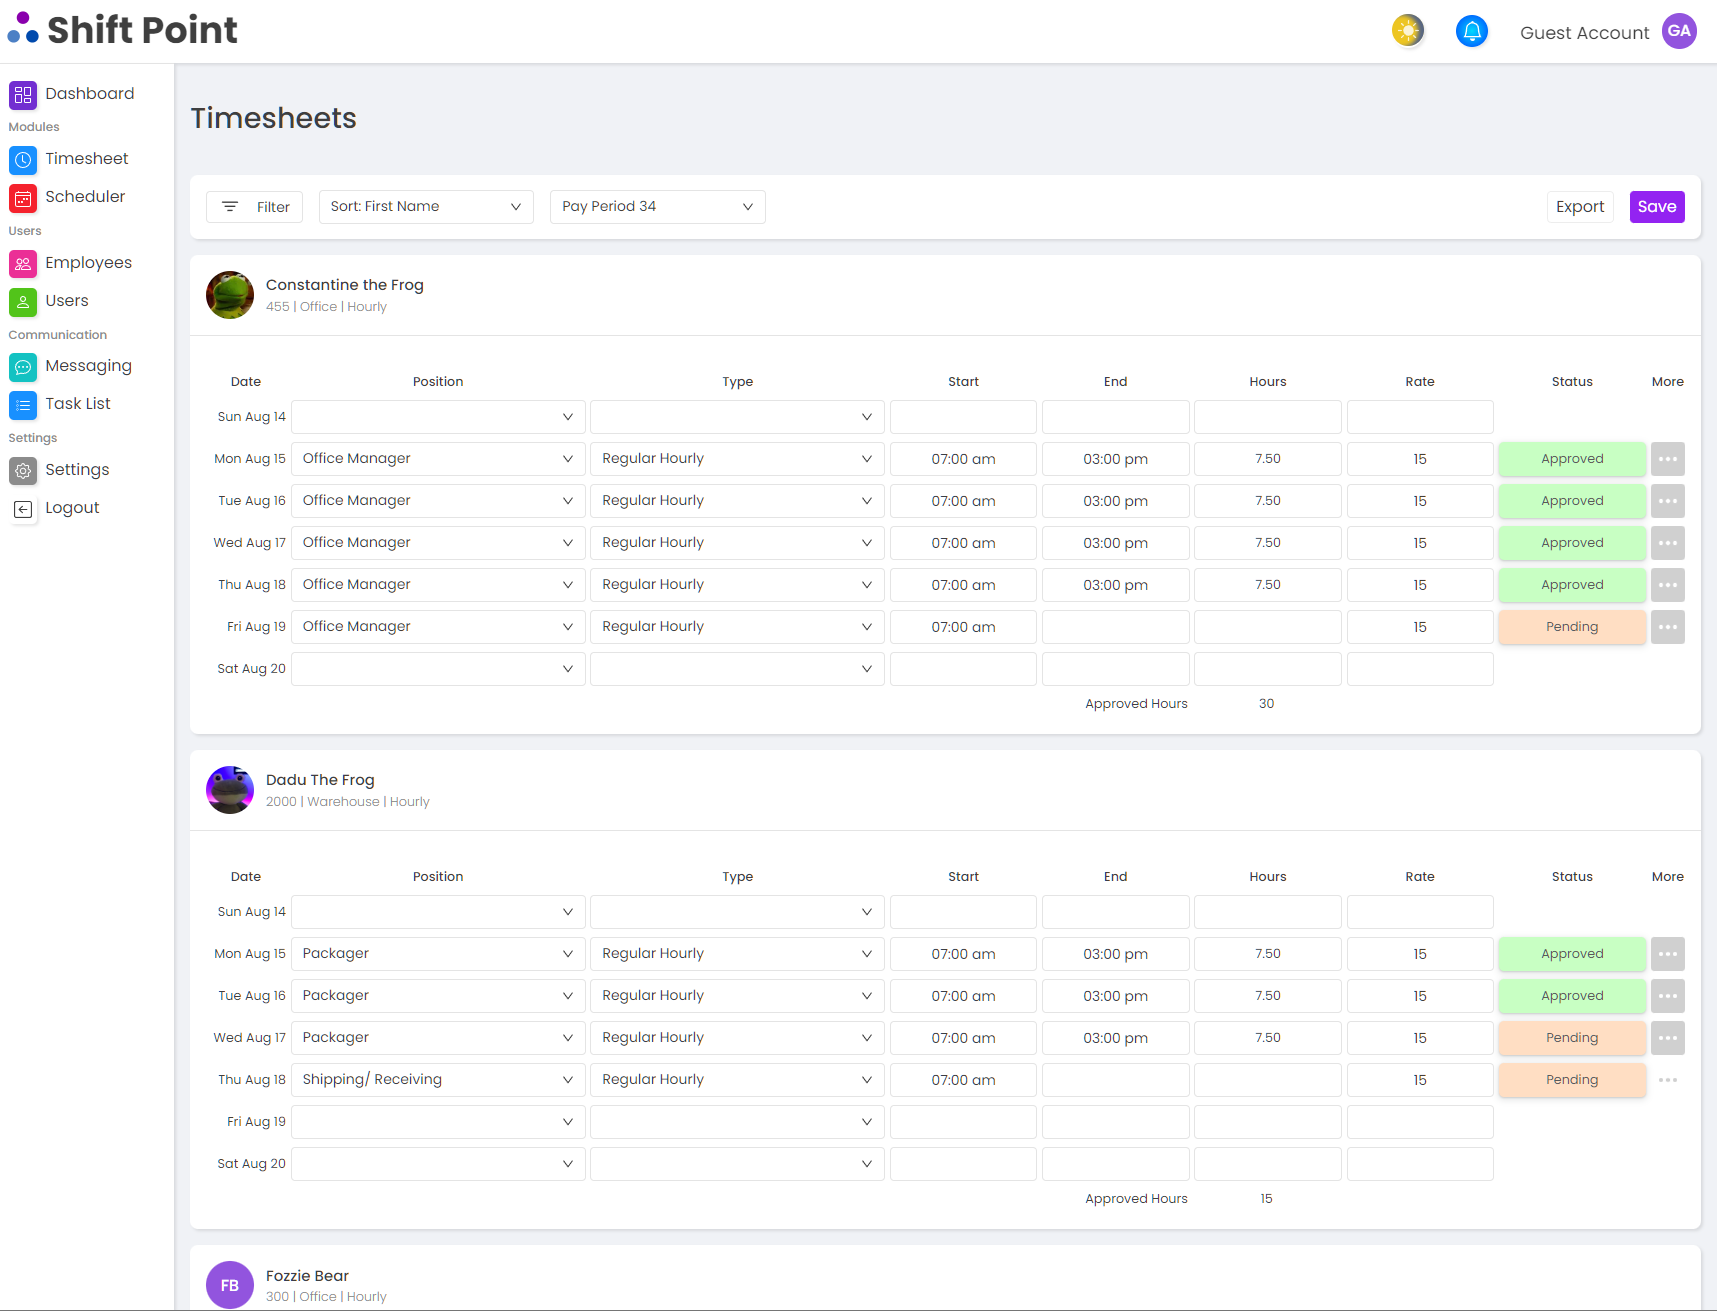 Shift Point
Guest Account
GA
Dashboard
Modules
Timesheet
Scheduler
Users
Employees
Users
Communication
Messaging
Task List
Settings
Settings
Logout
Timesheets
Filter
Sort: First Name
Pay Period 34
Export
Save
Constantine the Frog
455 | Office | Hourly
Date Position Type Start End Hours Rate Status More
Sun Aug 14
Mon Aug 15 Office Manager Regular Hourly 07:00 am 03:00 pm 7.50 15 Approved
Tue Aug 16 Office Manager Regular Hourly 07:00 am 03:00 pm 7.50 15 Approved
Wed Aug 17 Office Manager Regular Hourly 07:00 am 03:00 pm 7.50 15 Approved
Thu Aug 18 Office Manager Regular Hourly 07:00 am 03:00 pm 7.50 15 Approved
Fri Aug 19 Office Manager Regular Hourly 07:00 am 15 Pending
Sat Aug 20
Approved Hours 30
Dadu The Frog
2000 | Warehouse | Hourly
Date Position Type Start End Hours Rate Status More
Sun Aug 14
Mon Aug 15 Packager Regular Hourly 07:00 am 03:00 pm 7.50 15 Approved
Tue Aug 16 Packager Regular Hourly 07:00 am 03:00 pm 7.50 15 Approved
Wed Aug 17 Packager Regular Hourly 07:00 am 03:00 pm 7.50 15 Pending
Thu Aug 18 Shipping/ Receiving Regular Hourly 07:00 am 15 Pending
Fri Aug 19
Sat Aug 20
Approved Hours 15
FB
Fozzie Bear
300 | Office | Hourly